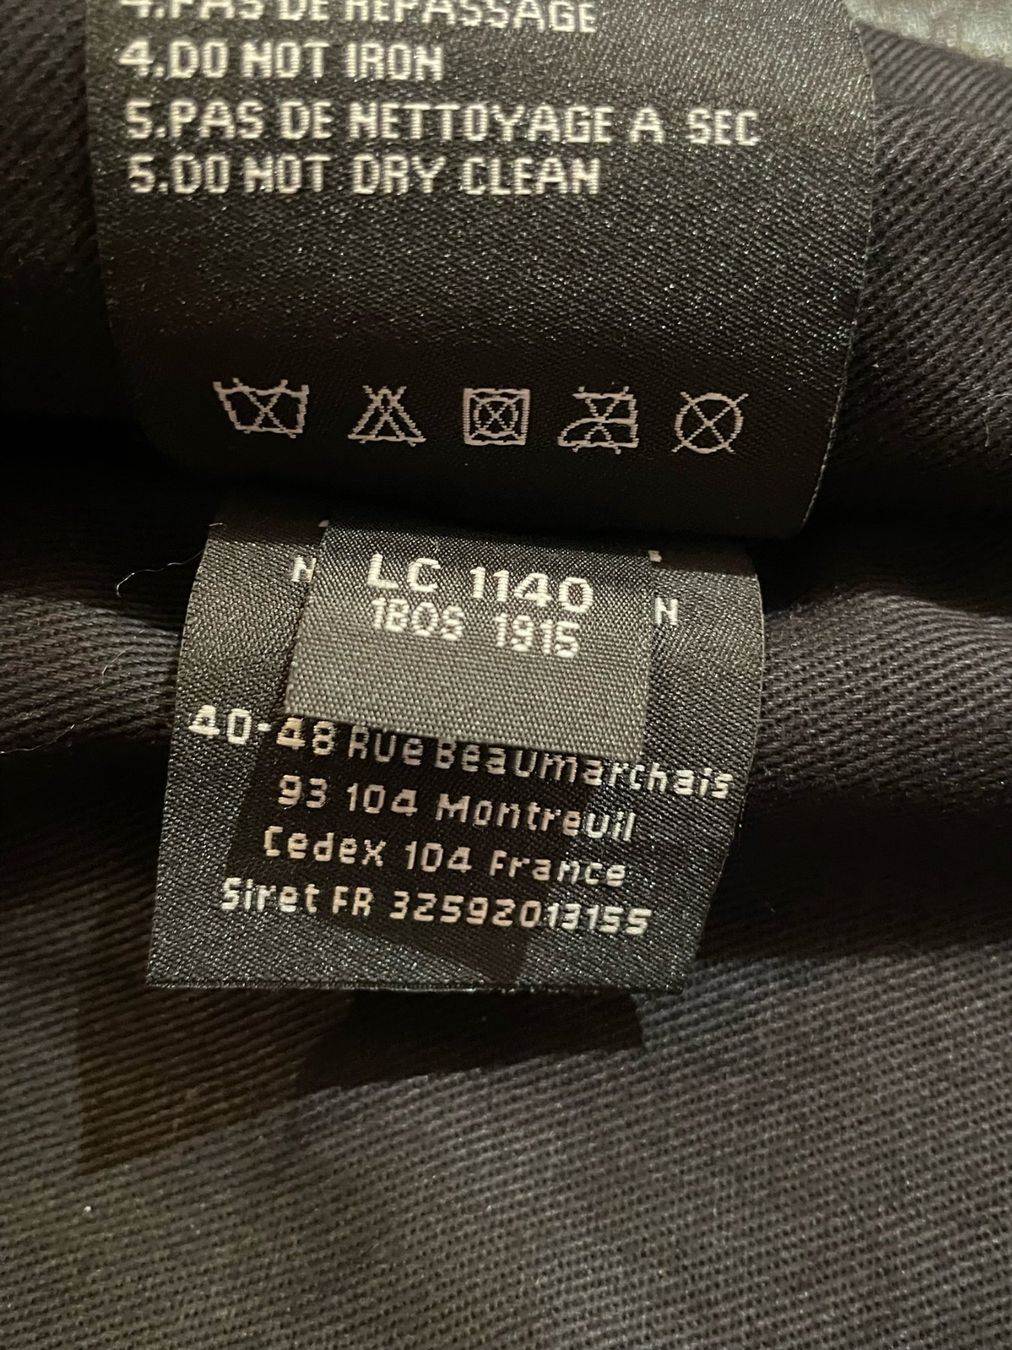 4.PAS DE REPASSAGE
4.DO NOT IRON
5.PAS DE NETTOYAGE A SEC
5.DO NOT DRY CLEAN
N LC 1140 N
1BOS 1915
40-48 Rue Beaumarchais
93 104 Montreuil
Cedex 104 France
Siret FR 32592013155